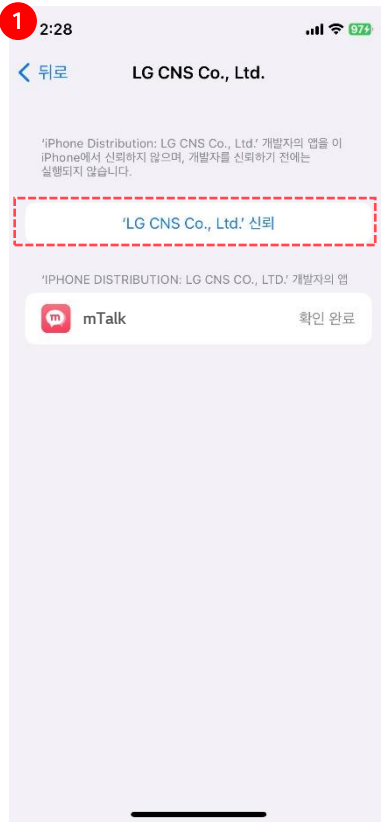 1
2:28
97
뒤로
LG CNS Co., Ltd.
'iPhone Distribution: LG CNS Co., Ltd.' 개발자의 앱을 이
iPhone에서 신뢰하지 않으며, 개발자를 신뢰하기 전에는
실행되지 않습니다.
'LG CNS Co., Ltd.' 신뢰
'IPHONE DISTRIBUTION: LG CNS CO., LTD.' 개발자의 앱
m
mTalk
확인 완료